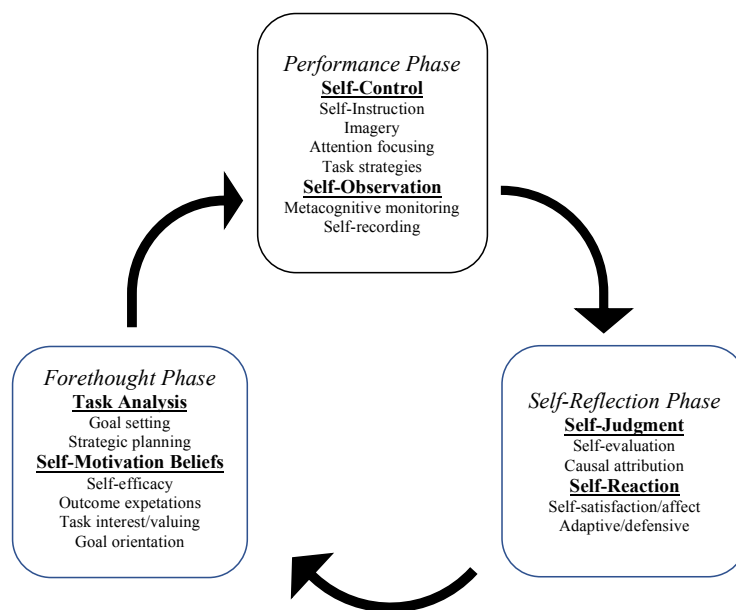 Performance Phase
Self-Control
Self-Instruction
Imagery
Attention focusing
Task strategies
Self-Observation
Metacognitive monitoring
Self-recording
Forethought Phase
Task Analysis
Goal setting
Strategic planning
Self-Motivation Beliefs
Self-efficacy
Outcome expetations
Task interest/valuing
Goal orientation
Self-Reflection Phase
Self-Judgment
Self-evaluation
Causal attribution
Self-Reaction
Self-satisfaction/affect
Adaptive/defensive